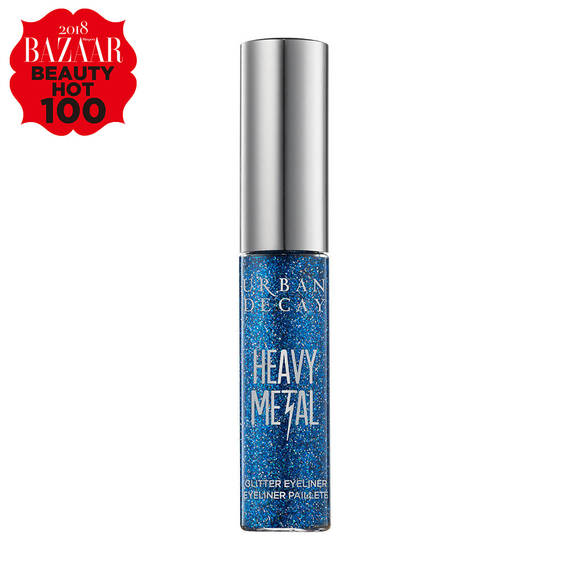 2018
BAZAAR
BEAUTY
HOT
100
URBAN
DECAY
HEAVY
METAL
GLITTER EYELINER
EYELINER PAILLETÉ